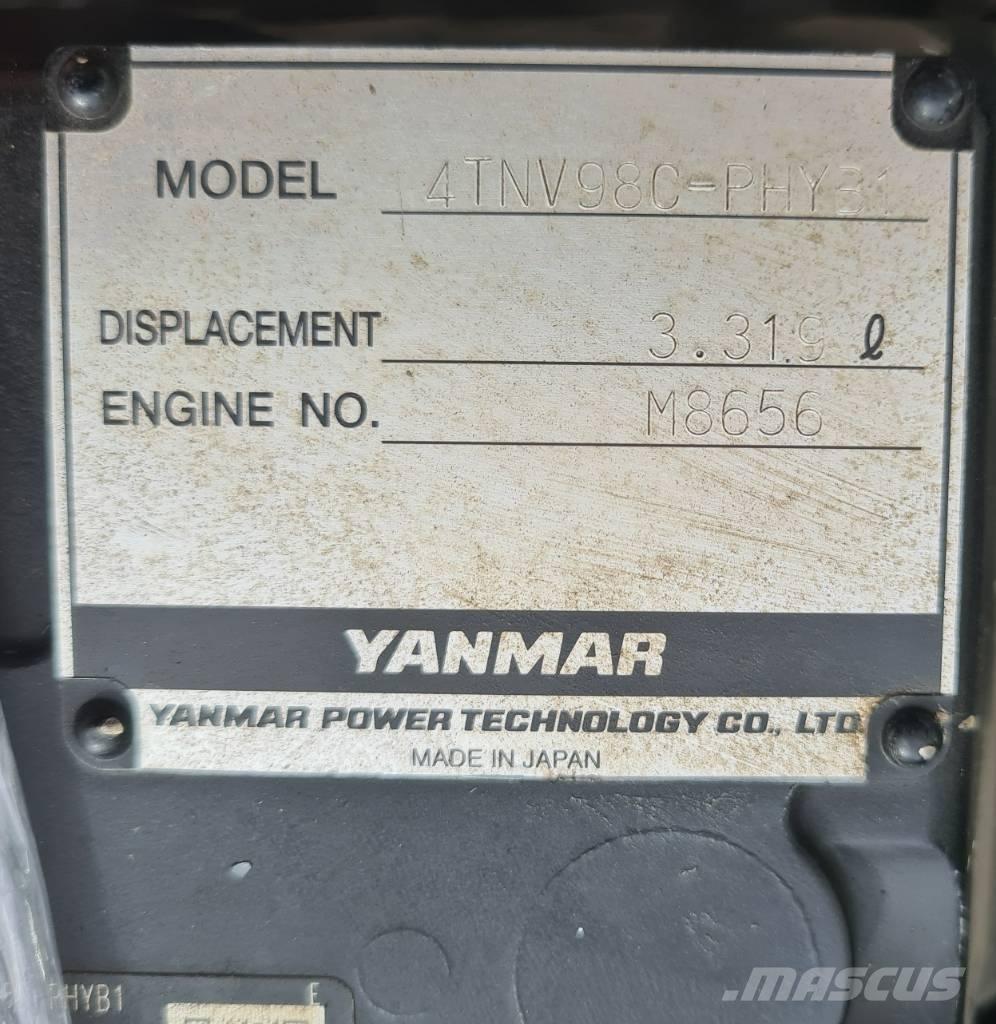 MODEL 4TNV98C-PHYB1
DISPLACEMENT 3.319 ℓ
ENGINE NO. M8656
YANMAR
YANMAR POWER TECHNOLOGY CO., LTD
MADE IN JAPAN
PHYB1 E
MASCUS